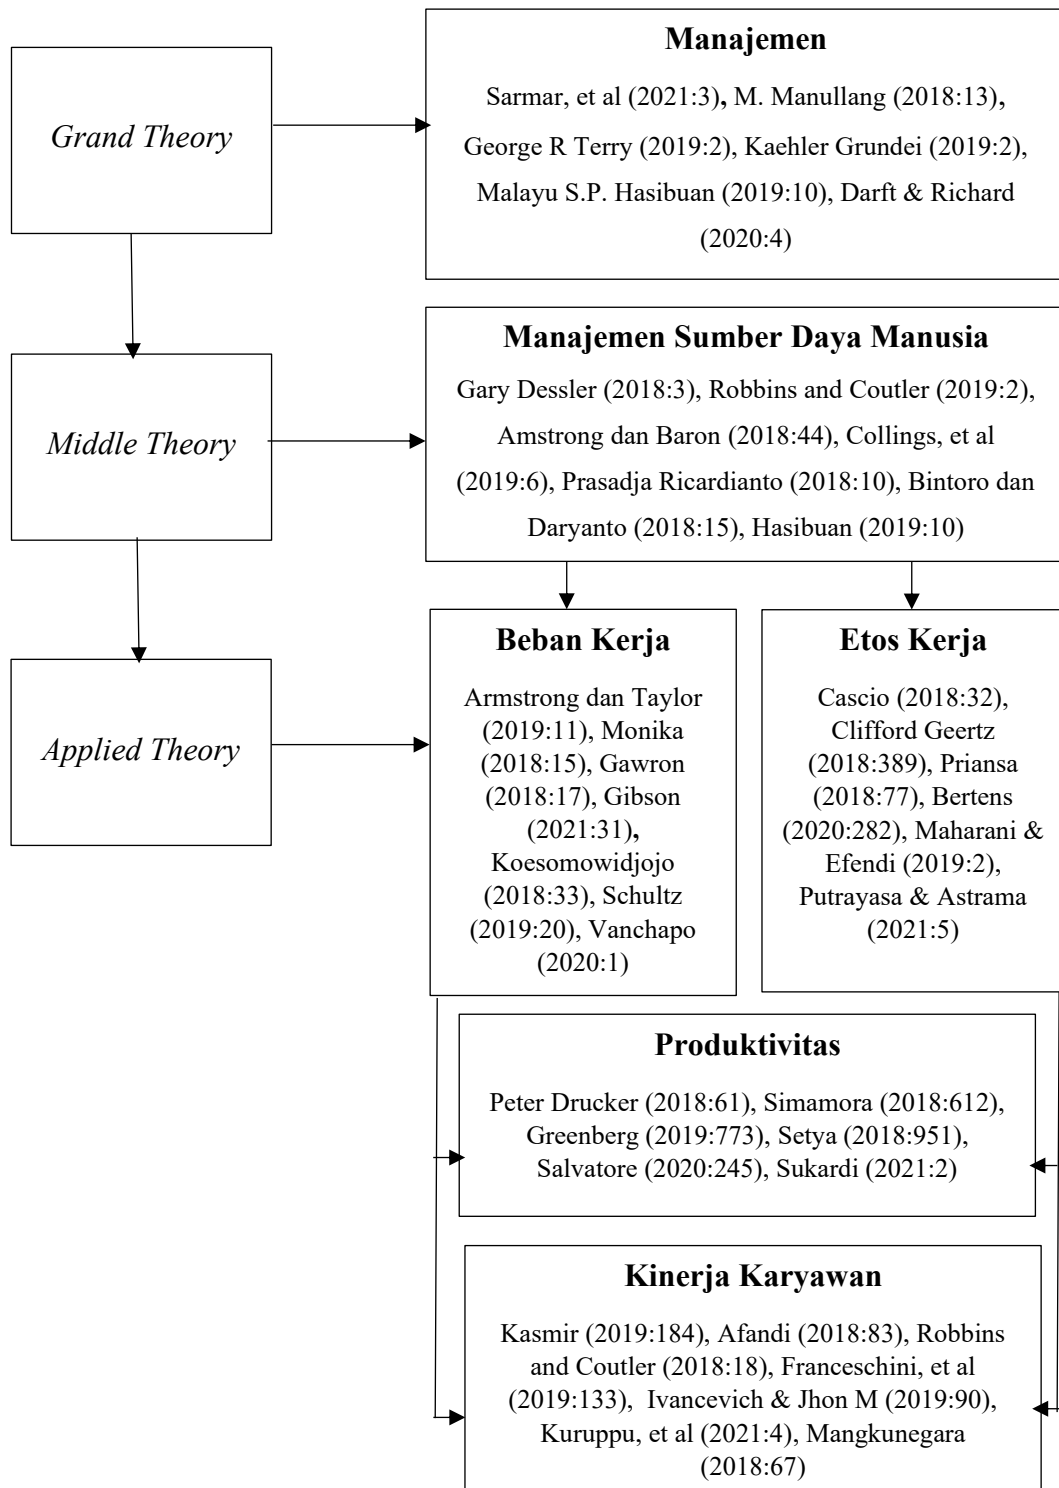 Grand Theory
Manajemen
Sarmar, et al (2021:3), M. Manullang (2018:13),
George R Terry (2019:2), Kaehler Grundei (2019:2),
Malayu S.P. Hasibuan (2019:10), Darft & Richard
(2020:4)
Middle Theory
Manajemen Sumber Daya Manusia
Gary Dessler (2018:3), Robbins and Coutler (2019:2),
Amstrong dan Baron (2018:44), Collings, et al
(2019:6), Prasadja Ricardianto (2018:10), Bintoro dan
Daryanto (2018:15), Hasibuan (2019:10)
Applied Theory
Beban Kerja
Armstrong dan Taylor
(2019:11), Monika
(2018:15), Gawron
(2018:17), Gibson
(2021:31),
Koesomowidjojo
(2018:33), Schultz
(2019:20), Vanchapo
(2020:1)
Etos Kerja
Cascio (2018:32),
Clifford Geertz
(2018:389), Priansa
(2018:77), Bertens
(2020:282), Maharani &
Efendi (2019:2),
Putrayasa & Astrama
(2021:5)
Produktivitas
Peter Drucker (2018:61), Simamora (2018:612),
Greenberg (2019:773), Setya (2018:951),
Salvatore (2020:245), Sukardi (2021:2)
Kinerja Karyawan
Kasmir (2019:184), Afandi (2018:83), Robbins
and Coutler (2018:18), Franceschini, et al
(2019:133), Ivancevich & Jhon M (2019:90),
Kuruppu, et al (2021:4), Mangkunegara
(2018:67)